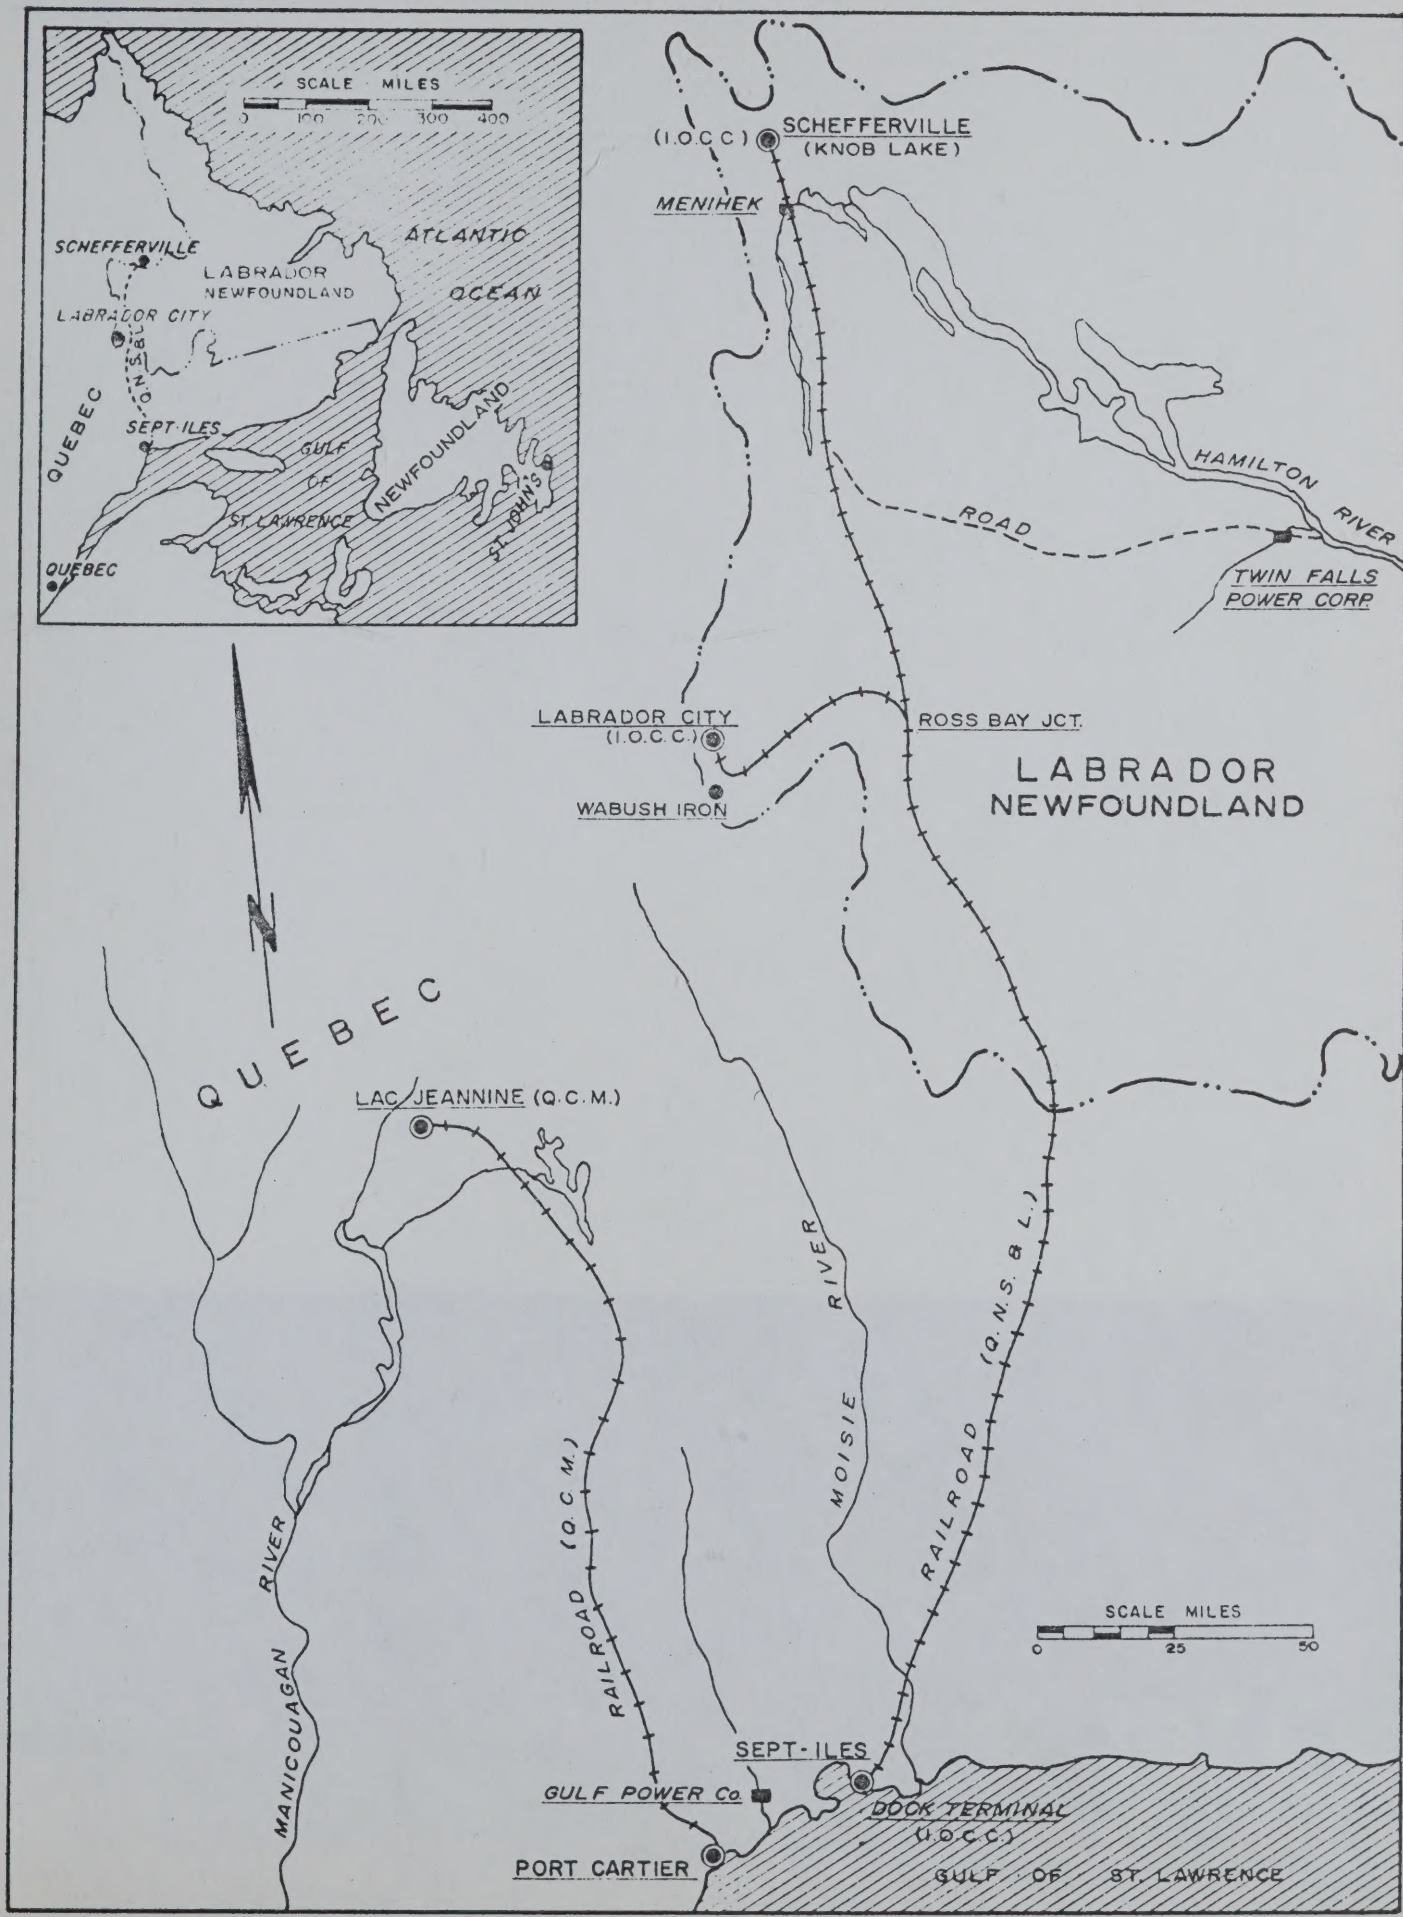 SCALE MILES
0 100 200 300 400
SCHEFFERVILLE
LABRADOR
NEWFOUNDLAND
ATLANTIC
OCEAN
LABRADOR CITY
Q.N.S.&L.
QUEBEC
SEPT-ILES
GULF
OF
ST. LAWRENCE
NEWFOUNDLAND
ST. JOHN'S
QUEBEC
(I.O.C.C)
SCHEFFERVILLE
(KNOB LAKE)
MENIHEK
HAMILTON
RIVER
ROAD
TWIN FALLS
POWER CORP.
LABRADOR CITY
(I.O.C.C.)
ROSS BAY JCT.
WABUSH IRON
LABRADOR
NEWFOUNDLAND
N
QUEBEC
LAC JEANNINE (Q.C.M.)
MOISIE RIVER
RAILROAD (Q.N.S.& L.)
RAILROAD (Q.C.M.)
MANICOUAGAN RIVER
SCALE MILES
0 25 50
SEPT-ILES
GULF POWER Co.
DOCK TERMINAL
(I.O.C.C.)
PORT CARTIER
GULF OF ST. LAWRENCE